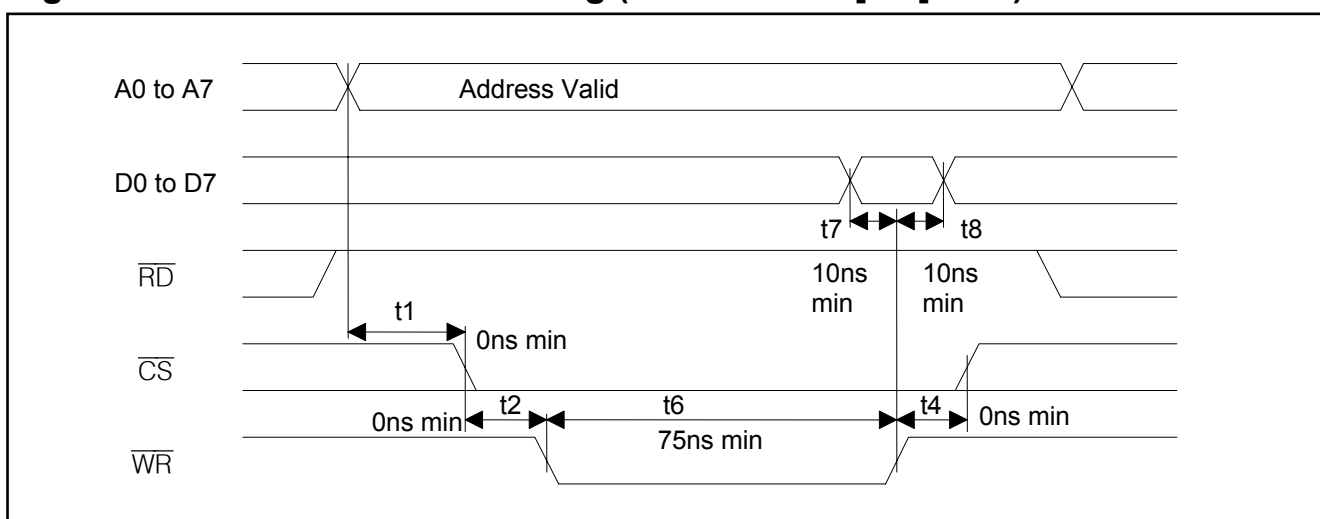 A0 to A7
Address Valid
D0 to D7
t7
t8
RD
10ns
min
10ns
min
t1
0ns min
CS
t2
t6
t4
0ns min
0ns min
75ns min
WR